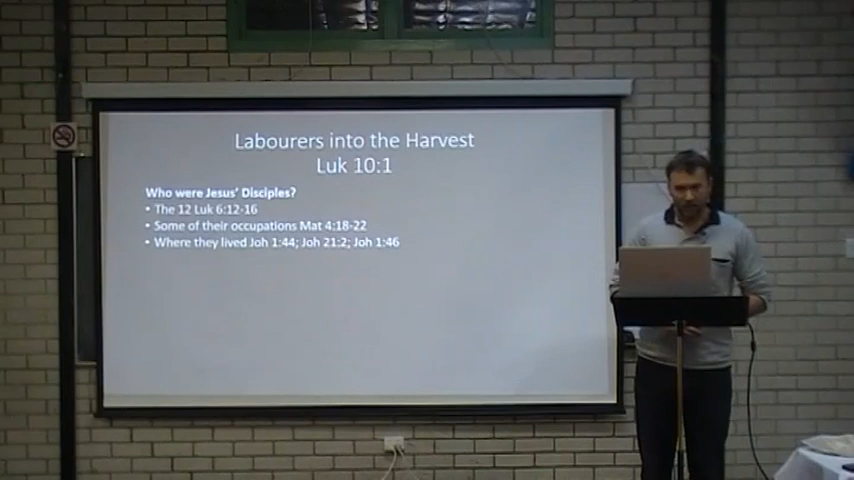 Labourers into the Harvest
Luk 10:1
Who were Jesus' Disciples?
• The 12 Luk 6:12-16
• Some of their occupations Mat 4:18-22
• Where they lived Joh 1:44; Joh 21:2; Joh 1:46